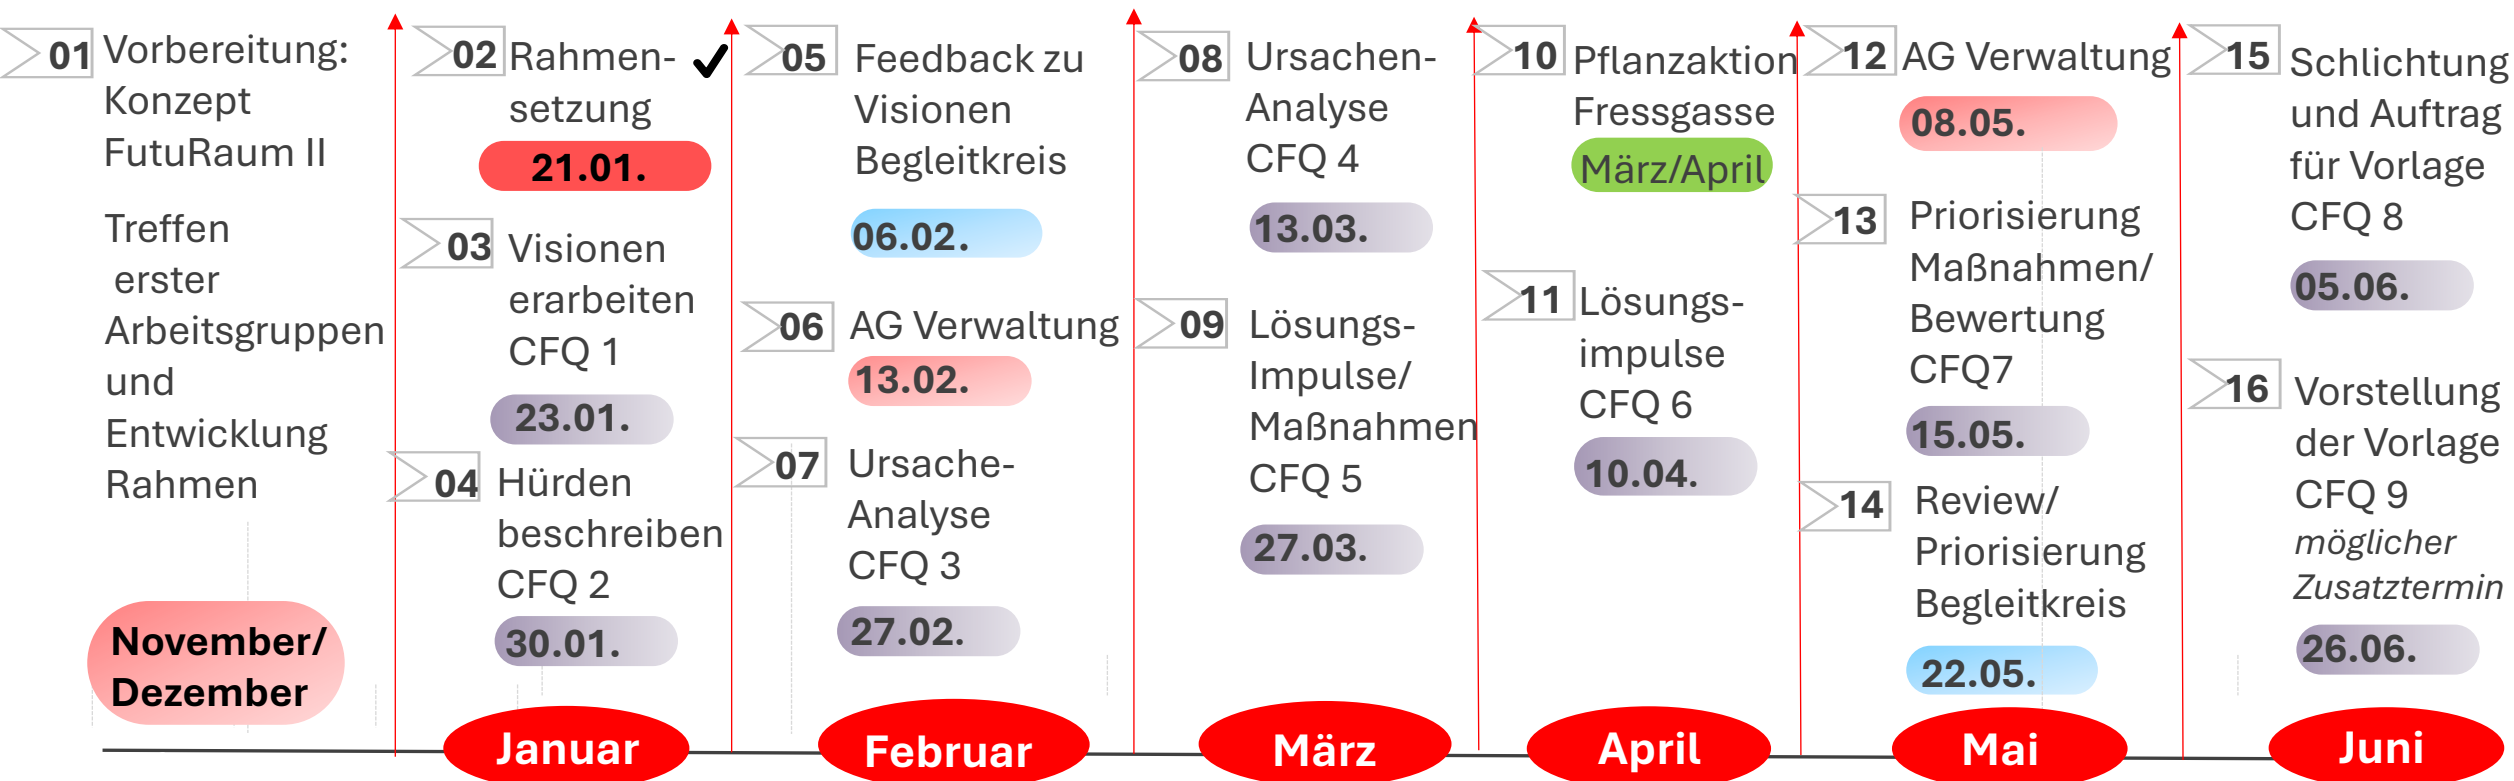 01
Vorbereitung:
Konzept
FutuRaum II
Treffen
erster
Arbeitsgruppen
und
Entwicklung
Rahmen
November/
Dezember
02
Rahmen-
setzung
21.01.
03
Visionen
erarbeiten
CFQ 1
23.01.
04
Hürden
beschreiben
CFQ 2
30.01.
Januar
05
Feedback zu
Visionen
Begleitkreis
06.02.
06
AG Verwaltung
13.02.
07
Ursache-
Analyse
CFQ 3
27.02.
Februar
08
Ursachen-
Analyse
CFQ 4
13.03.
09
Lösungs-
Impulse/
Maßnahmen
CFQ 5
27.03.
März
10
Pflanzaktion
Fressgasse
März/April
11
Lösungs-
impulse
CFQ 6
10.04.
April
12
AG Verwaltung
08.05.
13
Priorisierung
Maßnahmen/
Bewertung
CFQ7
15.05.
14
Review/
Priorisierung
Begleitkreis
22.05.
Mai
15
Schlichtung
und Auftrag
für Vorlage
CFQ 8
05.06.
16
Vorstellung
der Vorlage
CFQ 9
möglicher
Zusatztermin
26.06.
Juni